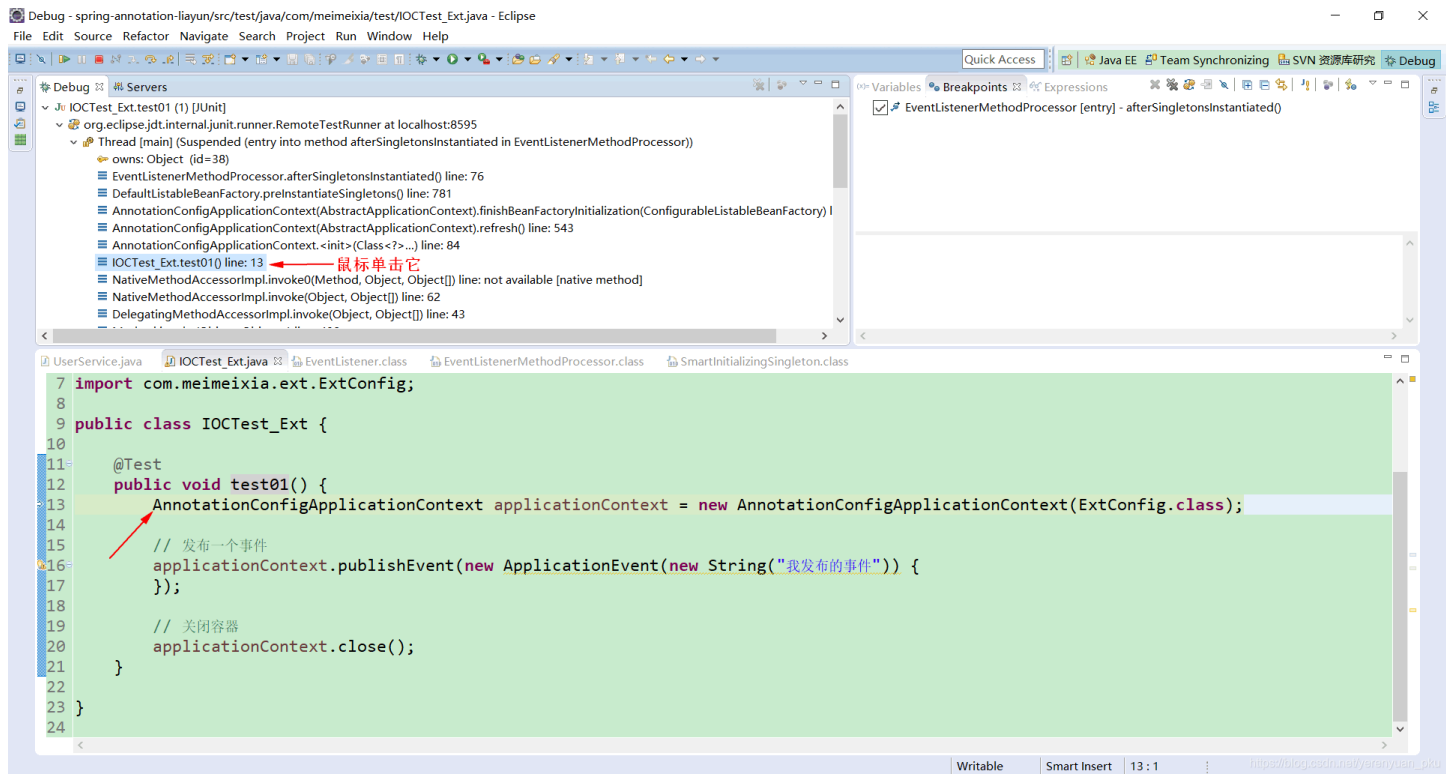 Debug - spring-annotation-liayun/src/test/java/com/meimeixia/test/IOCTest_Ext.java - Eclipse
File Edit Source Refactor Navigate Search Project Run Window Help
Quick Access Java EE Team Synchronizing SVN 资源库研究 Debug
Debug Servers
IOCTest_Ext.test01 (1) [JUnit]
org.eclipse.jdt.internal.junit.runner.RemoteTestRunner at localhost:8595
Thread [main] (Suspended (entry into method afterSingletonsInstantiated in EventListenerMethodProcessor))
owns: Object (id=38)
EventListenerMethodProcessor.afterSingletonsInstantiated() line: 76
DefaultListableBeanFactory.preInstantiateSingletons() line: 781
AnnotationConfigApplicationContext(AbstractApplicationContext).finishBeanFactoryInitialization(ConfigurableListableBeanFactory) l
AnnotationConfigApplicationContext(AbstractApplicationContext).refresh() line: 543
AnnotationConfigApplicationContext.<init>(Class<?>...) line: 84
IOCTest_Ext.test01() line: 13 鼠标单击它
NativeMethodAccessorImpl.invoke0(Method, Object, Object[]) line: not available [native method]
NativeMethodAccessorImpl.invoke(Object, Object[]) line: 62
DelegatingMethodAccessorImpl.invoke(Object, Object[]) line: 43
Variables Breakpoints Expressions
EventListenerMethodProcessor [entry] - afterSingletonsInstantiated()
UserService.java IOCTest_Ext.java EventListener.class EventListenerMethodProcessor.class SmartInitializingSingleton.class
7 import com.meimeixia.ext.ExtConfig;
8
9 public class IOCTest_Ext {
10
11 @Test
12 public void test01() {
13 AnnotationConfigApplicationContext applicationContext = new AnnotationConfigApplicationContext(ExtConfig.class);
14
15 // 发布一个事件
16 applicationContext.publishEvent(new ApplicationEvent(new String("我发布的事件")) {
17 });
18
19 // 关闭容器
20 applicationContext.close();
21 }
22
23 }
24
Writable Smart Insert 13 : 1
https://blog.csdn.net/yerenyuan_pku